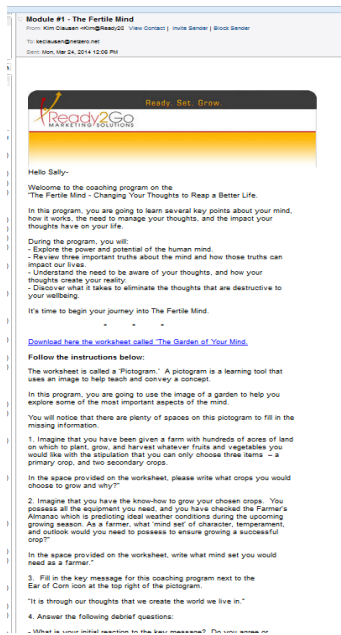 Module #1 - The Fertile Mind
From: Kim Clausen <Kim@Ready2G View Contact | Invite Sender | Block Sender
To: keclausen@netzero.net
Sent: Mon, Mar 24, 2014 12:06 PM
Ready. Set. Grow.
Ready2Go
MARKETING SOLUTIONS
Hello Sally-
Welcome to the coaching program on the
"The Fertile Mind - Changing Your Thoughts to Reap a Better Life.
In this program, you are going to learn several key points about your mind,
how it works, the need to manage your thoughts, and the impact your
thoughts have on your life.
During the program, you will:
- Explore the power and potential of the human mind.
- Review three important truths about the mind and how those truths can
impact our lives.
- Understand the need to be aware of your thoughts, and how your
thoughts create your reality.
- Discover what it takes to eliminate the thoughts that are destructive to
your wellbeing.
It's time to begin your journey into The Fertile Mind.
" " "
Download here the worksheet called "The Garden of Your Mind.
Follow the instructions below:
The worksheet is called a 'Pictogram.' A pictogram is a learning tool that
uses an image to help teach and convey a concept.
In this program, you are going to use the image of a garden to help you
explore some of the most important aspects of the mind.
You will notice that there are plenty of spaces on this pictogram to fill in the
missing information.
1. Imagine that you have been given a farm with hundreds of acres of land
on which to plant, grow, and harvest whatever fruits and vegetables you
would like with the stipulation that you can only choose three items – a
primary crop, and two secondary crops.
In the space provided on the worksheet, please write what crops you would
choose to grow and why?"
2. Imagine that you have the know-how to grow your chosen crops. You
possess all the equipment you need, and you have checked the Farmer's
Almanac which is predicting ideal weather conditions during the upcoming
growing season. As a farmer, what 'mind set' of character, temperament,
and outlook would you need to possess to ensure growing a successful
crop?"
In the space provided on the worksheet, write what mind set you would
need as a farmer."
3. Fill in the key message for this coaching program next to the
Ear of Corn icon at the top right of the pictogram.
"It is through our thoughts that we create the world we live in."
4. Answer the following debrief questions:
- What is your initial reaction to the key message? Do you agree or